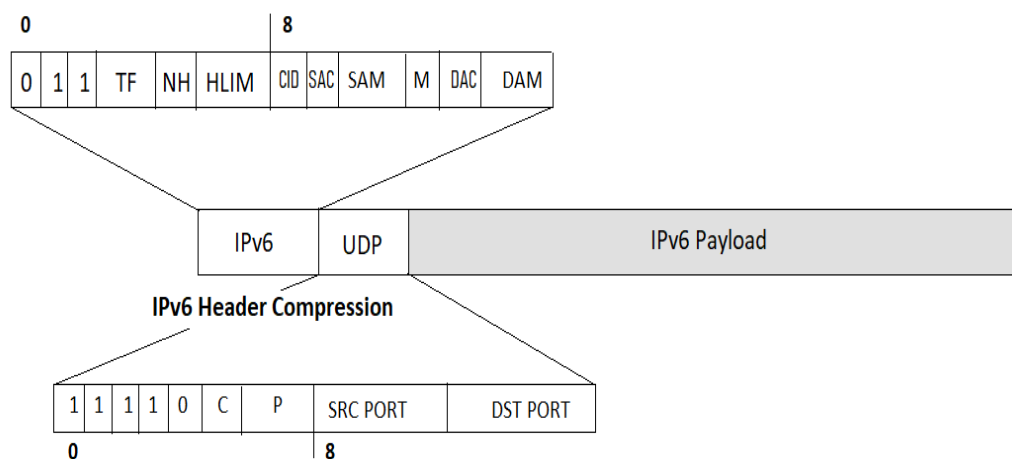 0 8
0 1 1 TF NH HLIM CID SAC SAM M DAC DAM
IPv6 UDP IPv6 Payload
IPv6 Header Compression
1 1 1 1 0 C P SRC PORT DST PORT
0 8